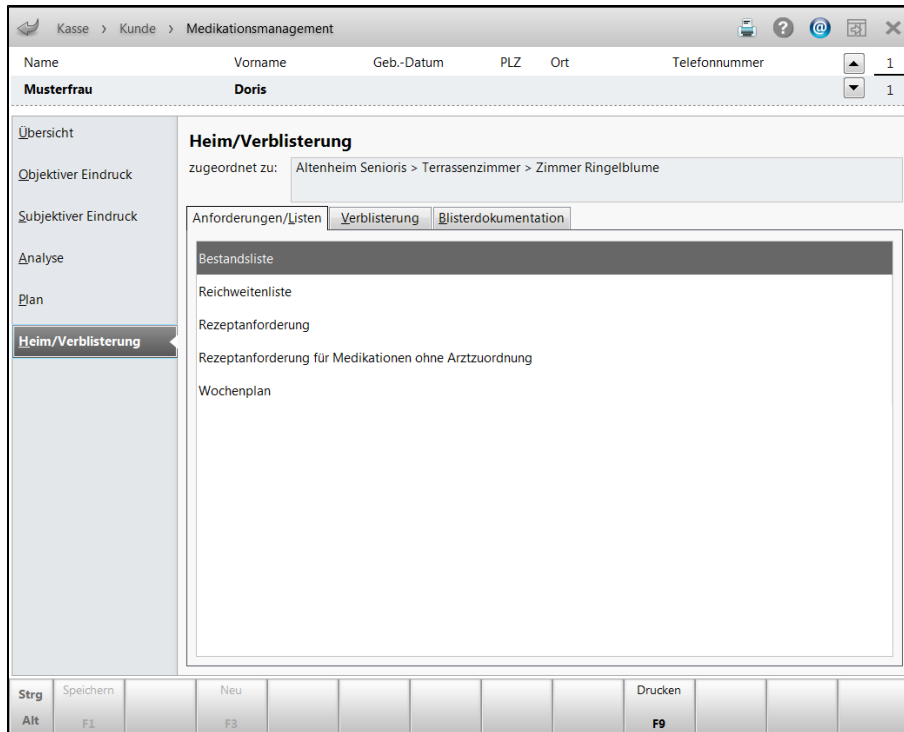 Kasse > Kunde > Medikationsmanagement ? @
Name Vorname Geb.-Datum PLZ Ort Telefonnummer 1
Musterfrau Doris 1
Übersicht
Objektiver Eindruck
Subjektiver Eindruck
Analyse
Plan
Heim/Verblisterung
Heim/Verblisterung
zugeordnet zu: Altenheim Senioris > Terrassenzimmer > Zimmer Ringelblume
Anforderungen/Listen Verblisterung Blisterdokumentation
Bestandsliste
Reichweitenliste
Rezeptanforderung
Rezeptanforderung für Medikationen ohne Arztzuordnung
Wochenplan
Strg Speichern Neu Drucken
Alt F1 F3 F9